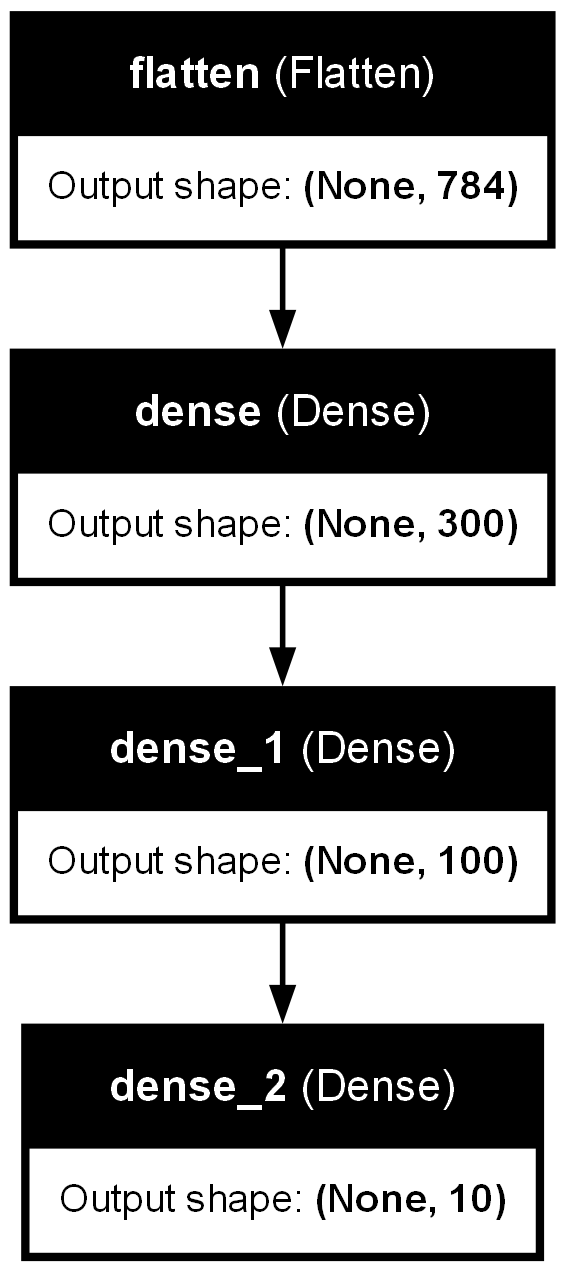 flatten (Flatten)
Output shape: (None, 784)
dense (Dense)
Output shape: (None, 300)
dense_1 (Dense)
Output shape: (None, 100)
dense_2 (Dense)
Output shape: (None, 10)